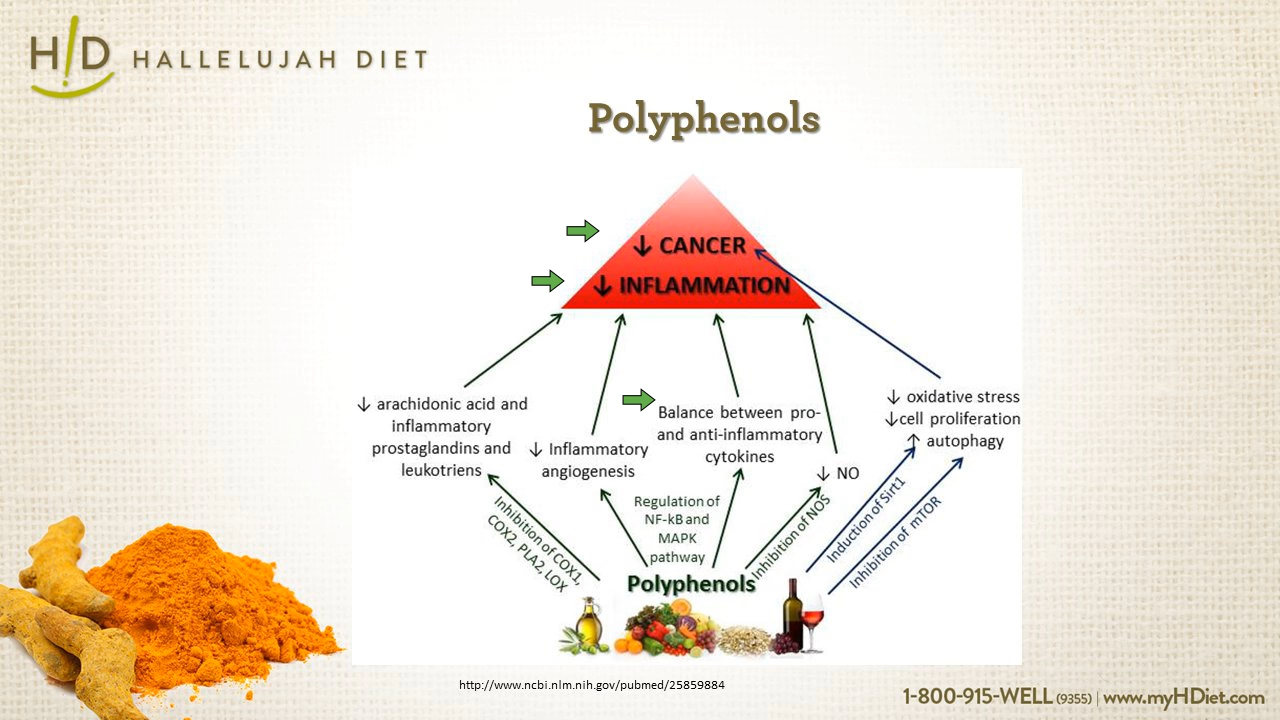 H!D HALLELUJAH DIET
Polyphenols
↓ CANCER
↓ INFLAMMATION
↓ arachidonic acid and
inflammatory
prostaglandins and
leukotriens
↓ Inflammatory
angiogenesis
Balance between pro-
and anti-inflammatory
cytokines
↓ NO
↓ oxidative stress
↓cell proliferation
↑ autophagy
Inhibition of COX1,
COX2, PLA2, LOX
Regulation of
NF-kB and
MAPK
pathway
Inhibition of NOS
Induction of Sirt1
Inhibition of mTOR
Polyphenols
http://www.ncbi.nlm.nih.gov/pubmed/25859884
1-800-915-WELL (9355) | www.myHDiet.com